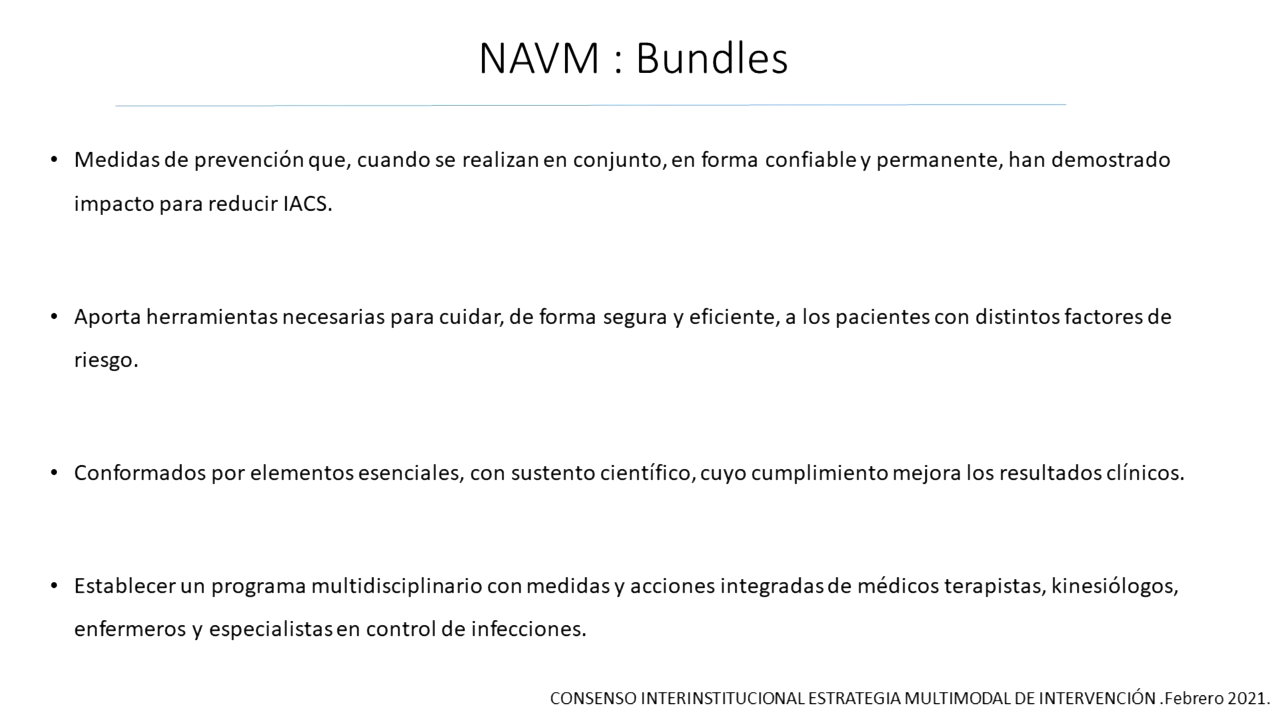 NAVM : Bundles
• Medidas de prevención que, cuando se realizan en conjunto, en forma confiable y permanente, han demostrado
impacto para reducir IACS.
• Aporta herramientas necesarias para cuidar, de forma segura y eficiente, a los pacientes con distintos factores de
riesgo.
• Conformados por elementos esenciales, con sustento científico, cuyo cumplimiento mejora los resultados clínicos.
• Establecer un programa multidisciplinario con medidas y acciones integradas de médicos terapistas, kinesiólogos,
enfermeros y especialistas en control de infecciones.
CONSENSO INTERINSTITUCIONAL ESTRATEGIA MULTIMODAL DE INTERVENCIÓN .Febrero 2021.